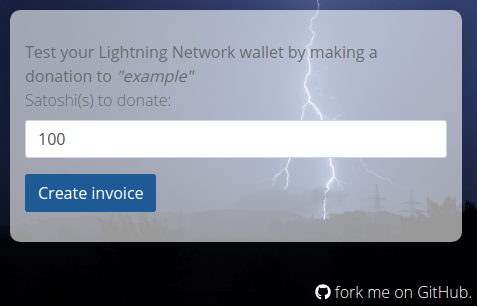 Test your Lightning Network wallet by making a
donation to "example"
Satoshi(s) to donate:
100
Create invoice
fork me on GitHub.